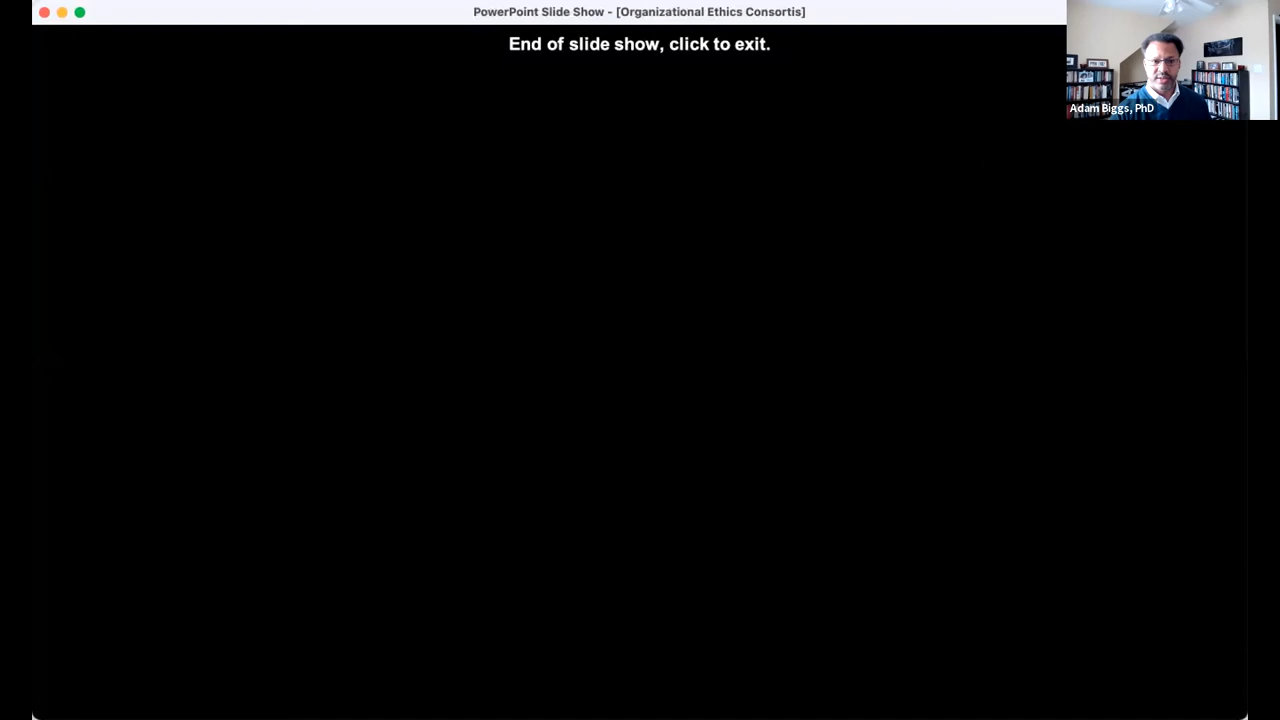 PowerPoint Slide Show - [Organizational Ethics Consortis]
End of slide show, click to exit.
Adam Biggs, PhD